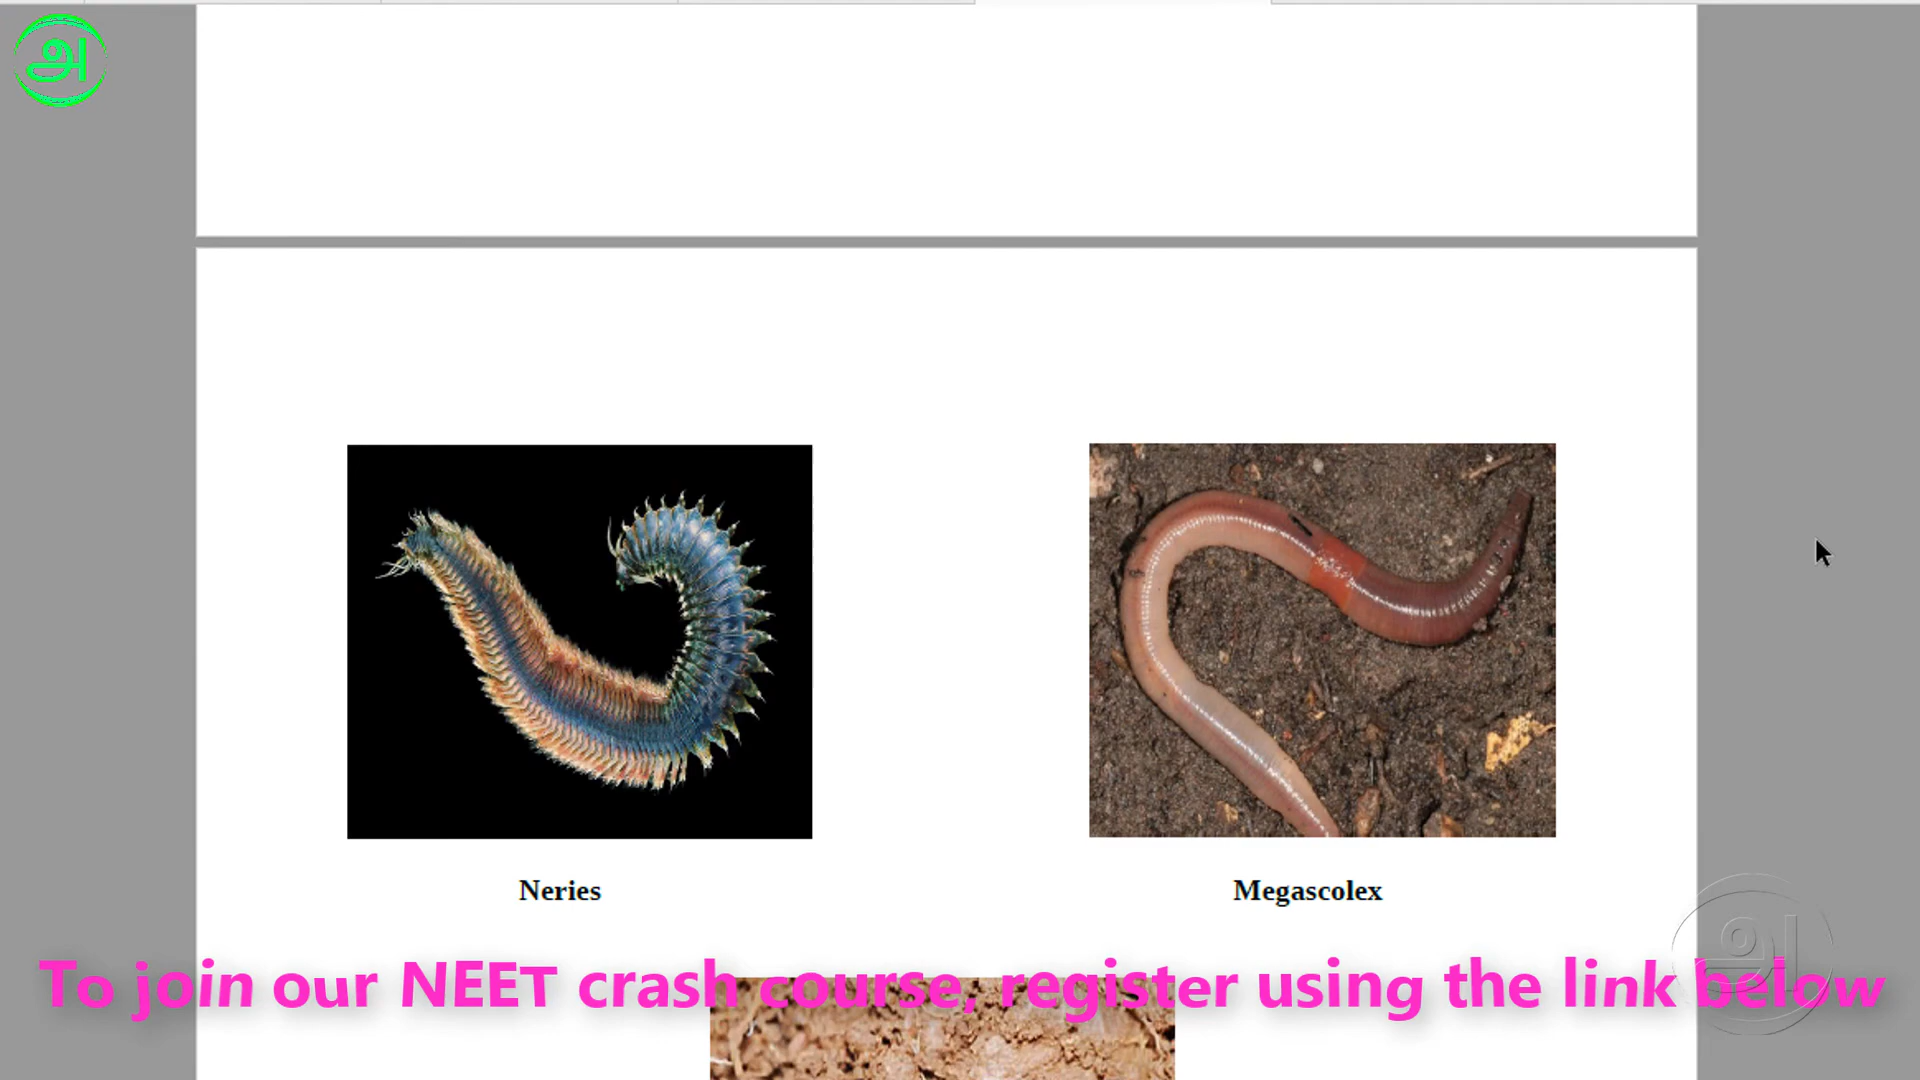 அ
Neries
Megascolex
To join our NEET crash course, register using the link below
அ